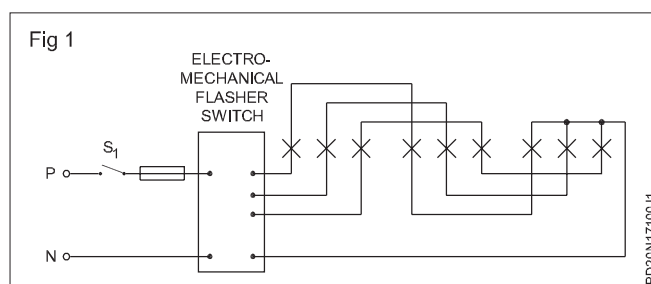 Fig 1
ELECTRO-
MECHANICAL
FLASHER
SWITCH
S1
P
N